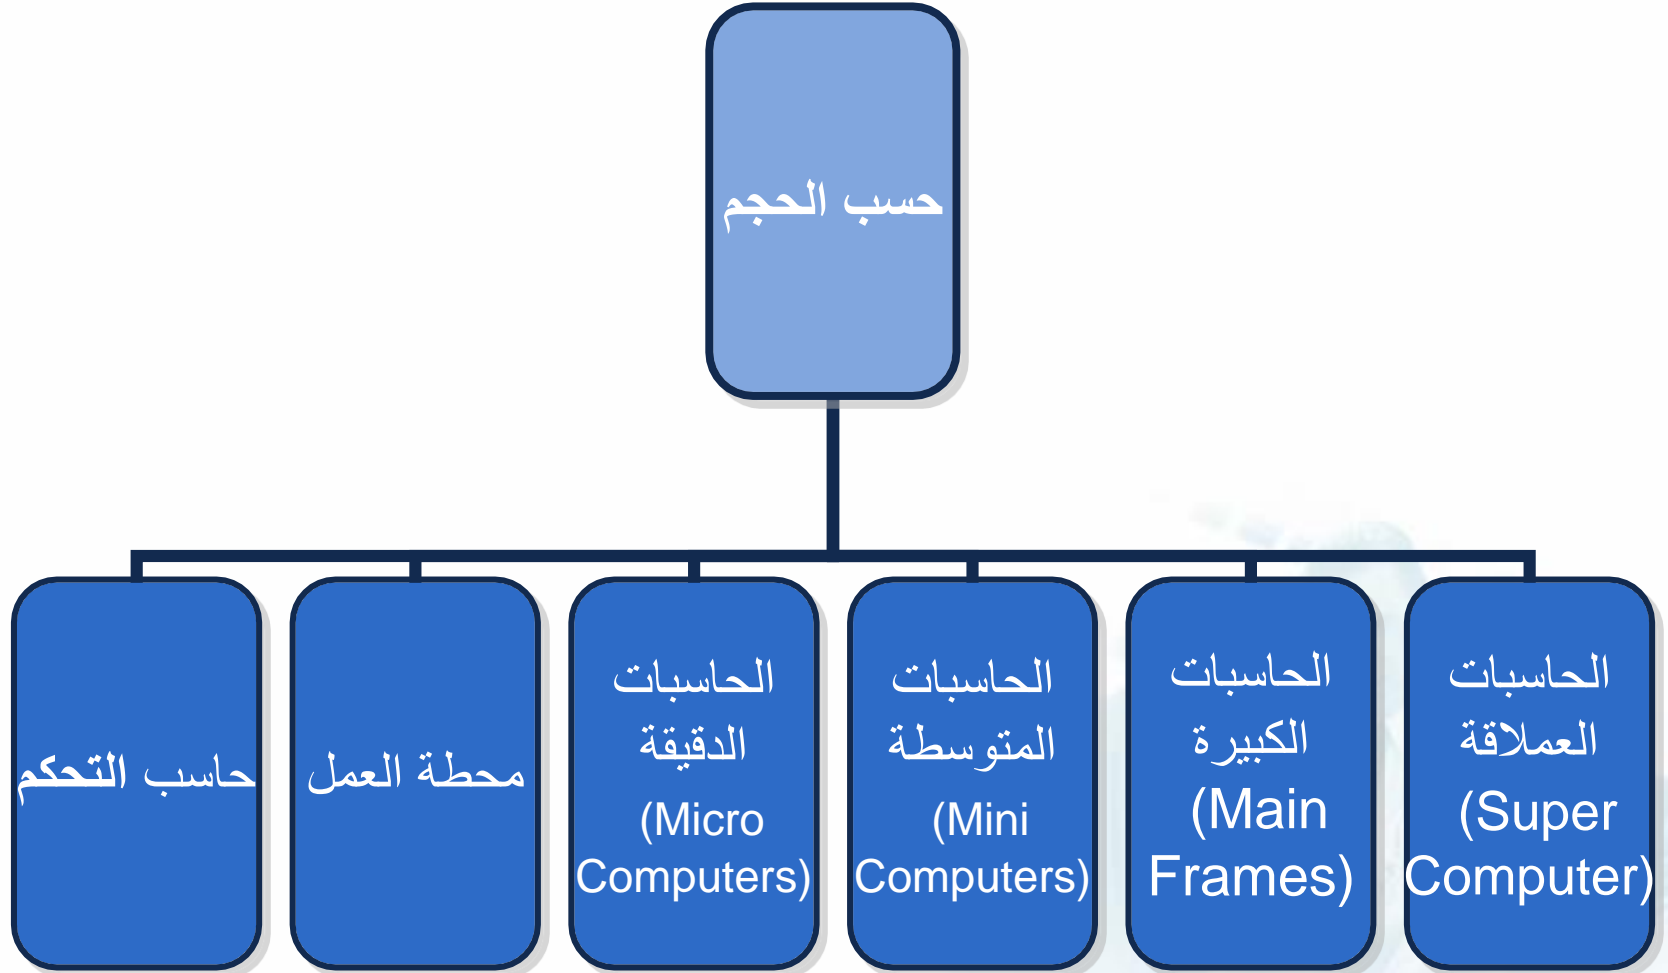 حسب الحجم
الحاسبات
العملاقة
(Super
Computer)
الحاسبات
الكبيرة
(Main
Frames)
الحاسبات
المتوسطة
(Mini
Computers)
الحاسبات
الدقيقة
(Micro
Computers)
محطة العمل
حاسب التحكم